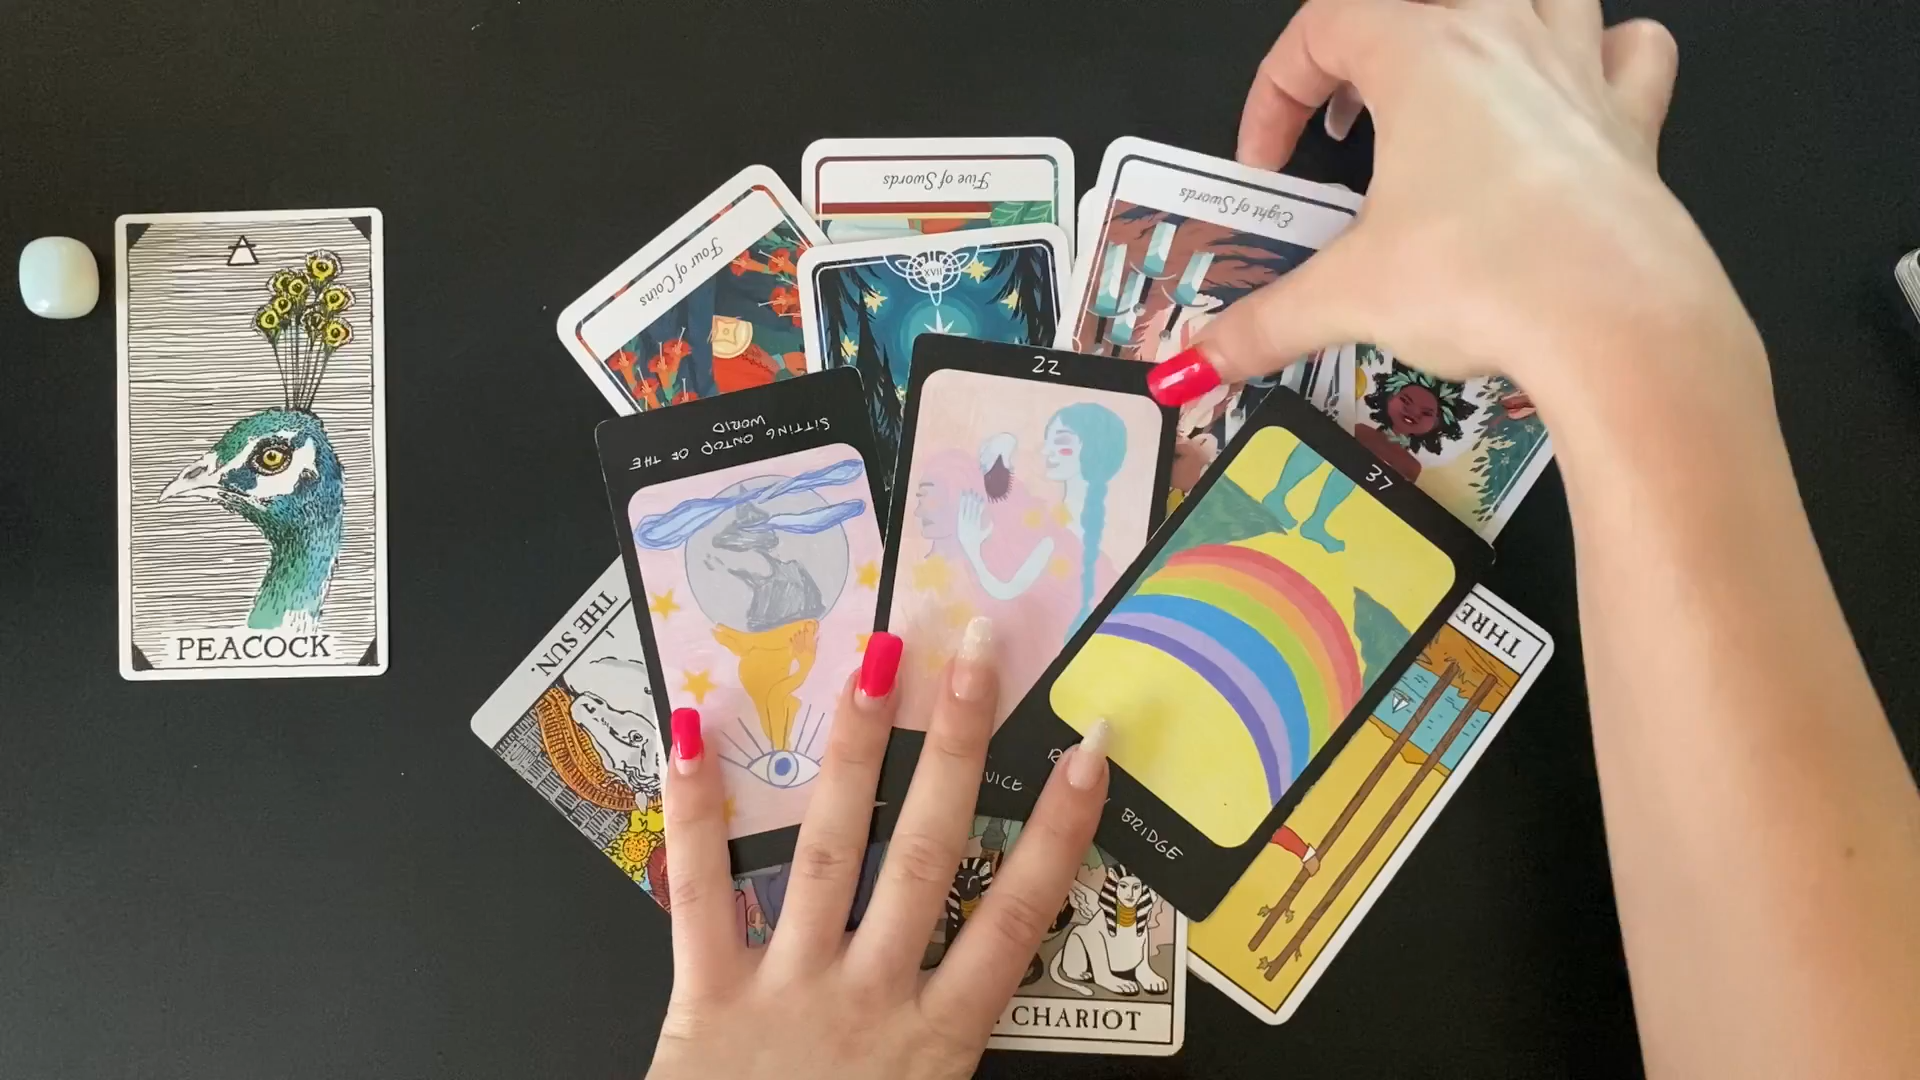 Five of Swords
Eight of Swords
Four of Coins
XVII
22
SITTING ONTOP OF THE
WORLD
37
THE SUN.
THRE
PEACOCK
BRIDGE
CHARIOT